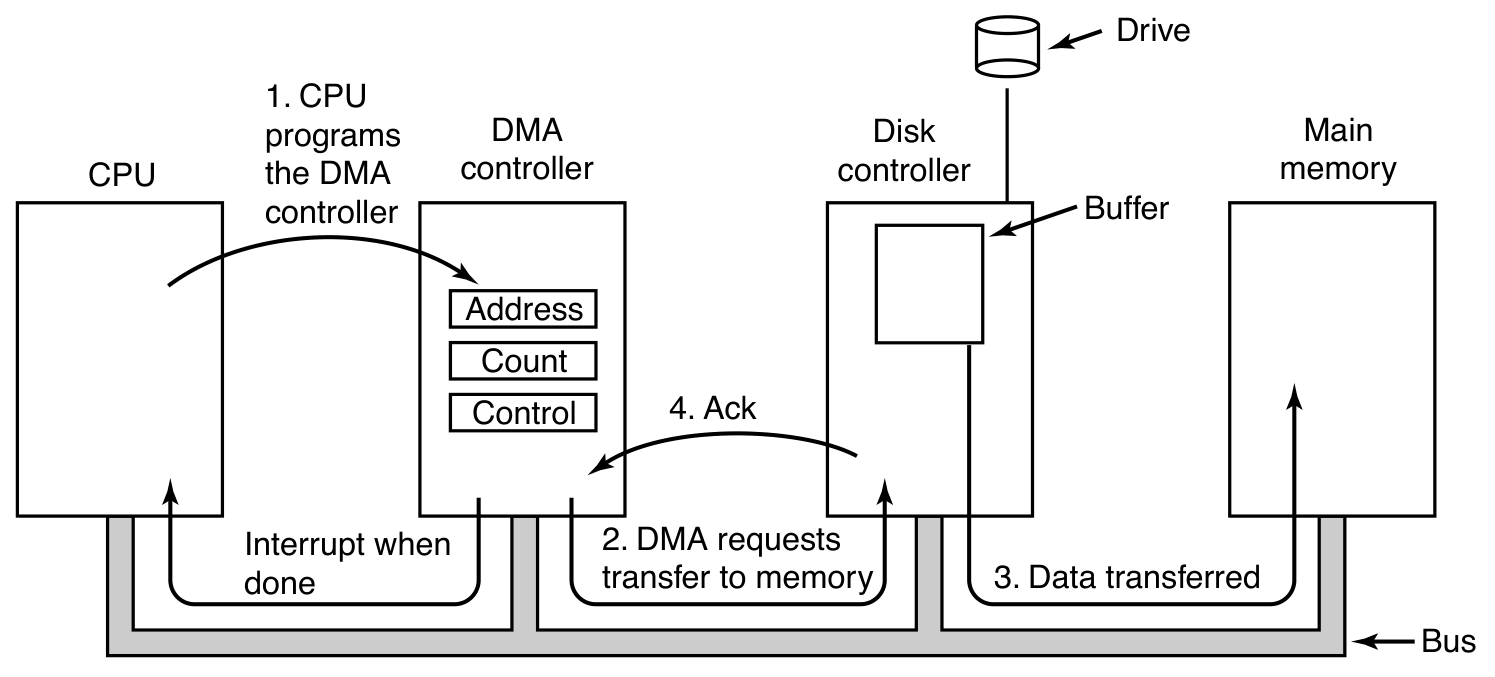 Drive
1. CPU
programs
the DMA
controller
DMA
controller
Disk
controller
Main
memory
CPU
Buffer
Address
Count
Control
4. Ack
Interrupt when
done
2. DMA requests
transfer to memory
3. Data transferred
Bus